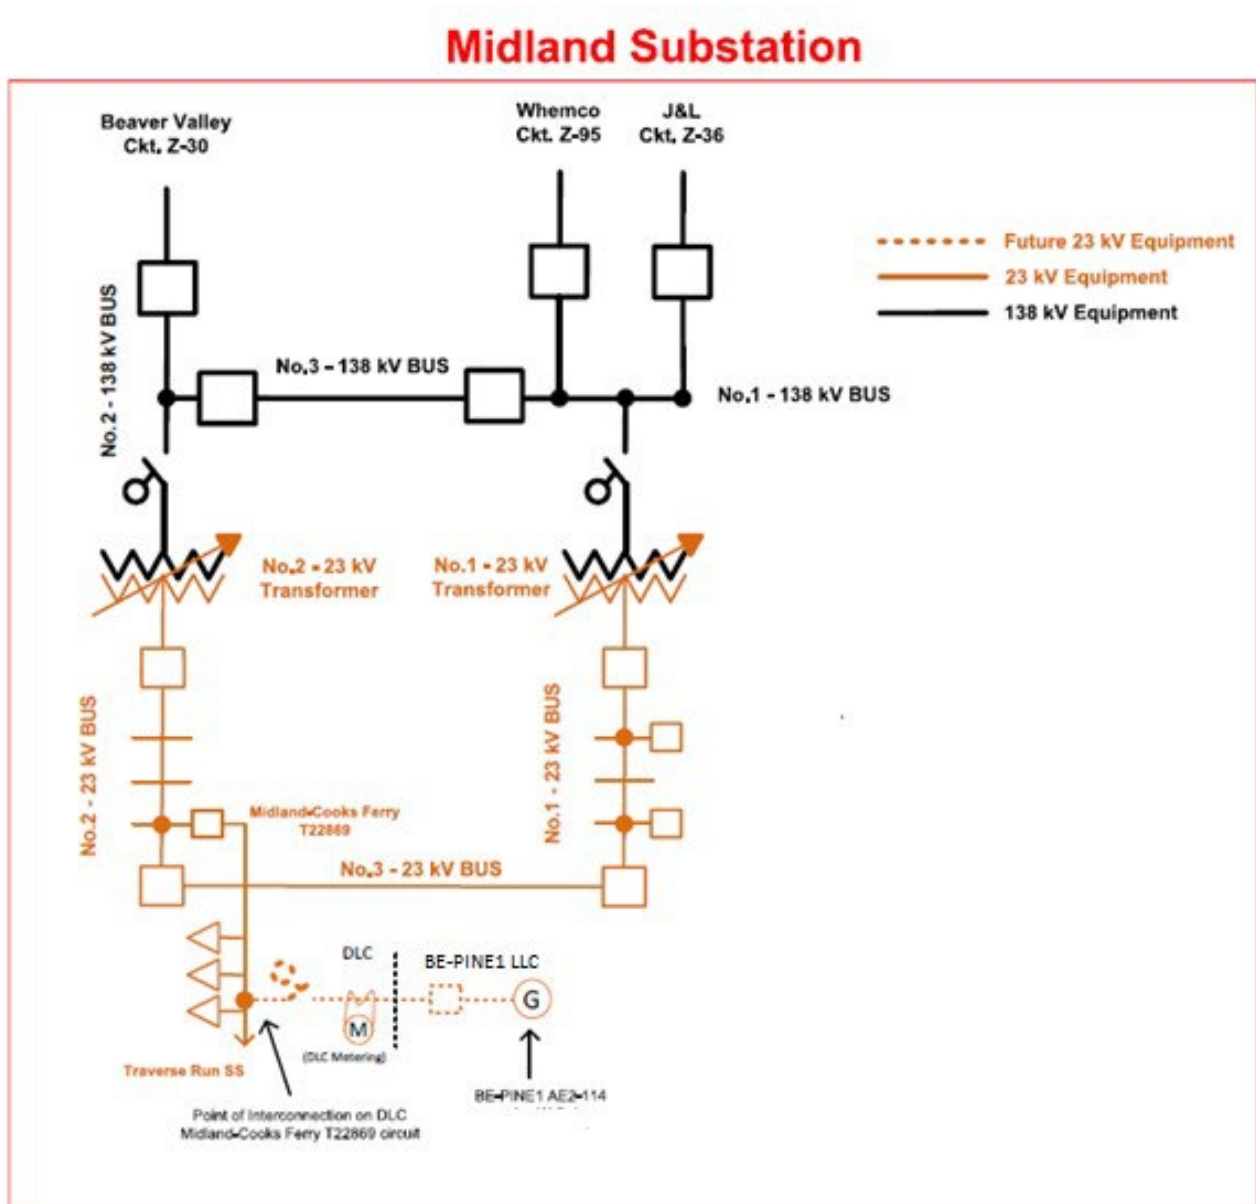 Midland Substation
Beaver Valley
Ckt. Z-30
Whemco
Ckt. Z-95
J&L
Ckt. Z-36
Future 23 kV Equipment
23 kV Equipment
138 kV Equipment
No.2 - 138 kV BUS
No.3 - 138 kV BUS
No.1 - 138 kV BUS
No.2 - 23 kV
Transformer
No.1 - 23 kV
Transformer
No.2 - 23 kV BUS
No.1 - 23 kV BUS
Midland-Cooks Ferry
T22869
No.3 - 23 kV BUS
DLC
BE-PINE1 LLC
G
M
(DLC Metering)
Traverse Run SS
BE-PINE1 AE2-114
Point of Interconnection on DLC
Midland-Cooks Ferry T22869 circuit